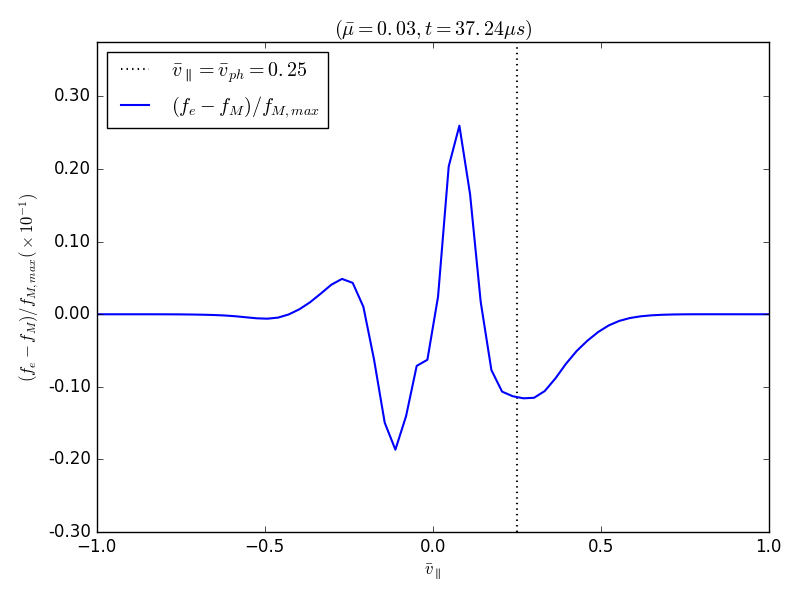 (μ̄ = 0.03, t = 37.24μs)
v̄∥ = v̄ph = 0.25
(fe − fM)/fM,max
0.30
0.20
0.10
0.00
-0.10
-0.20
-0.30
(fe − fM)/fM,max(×10⁻¹)
−1.0 −0.5 0.0 0.5 1.0
v̄∥